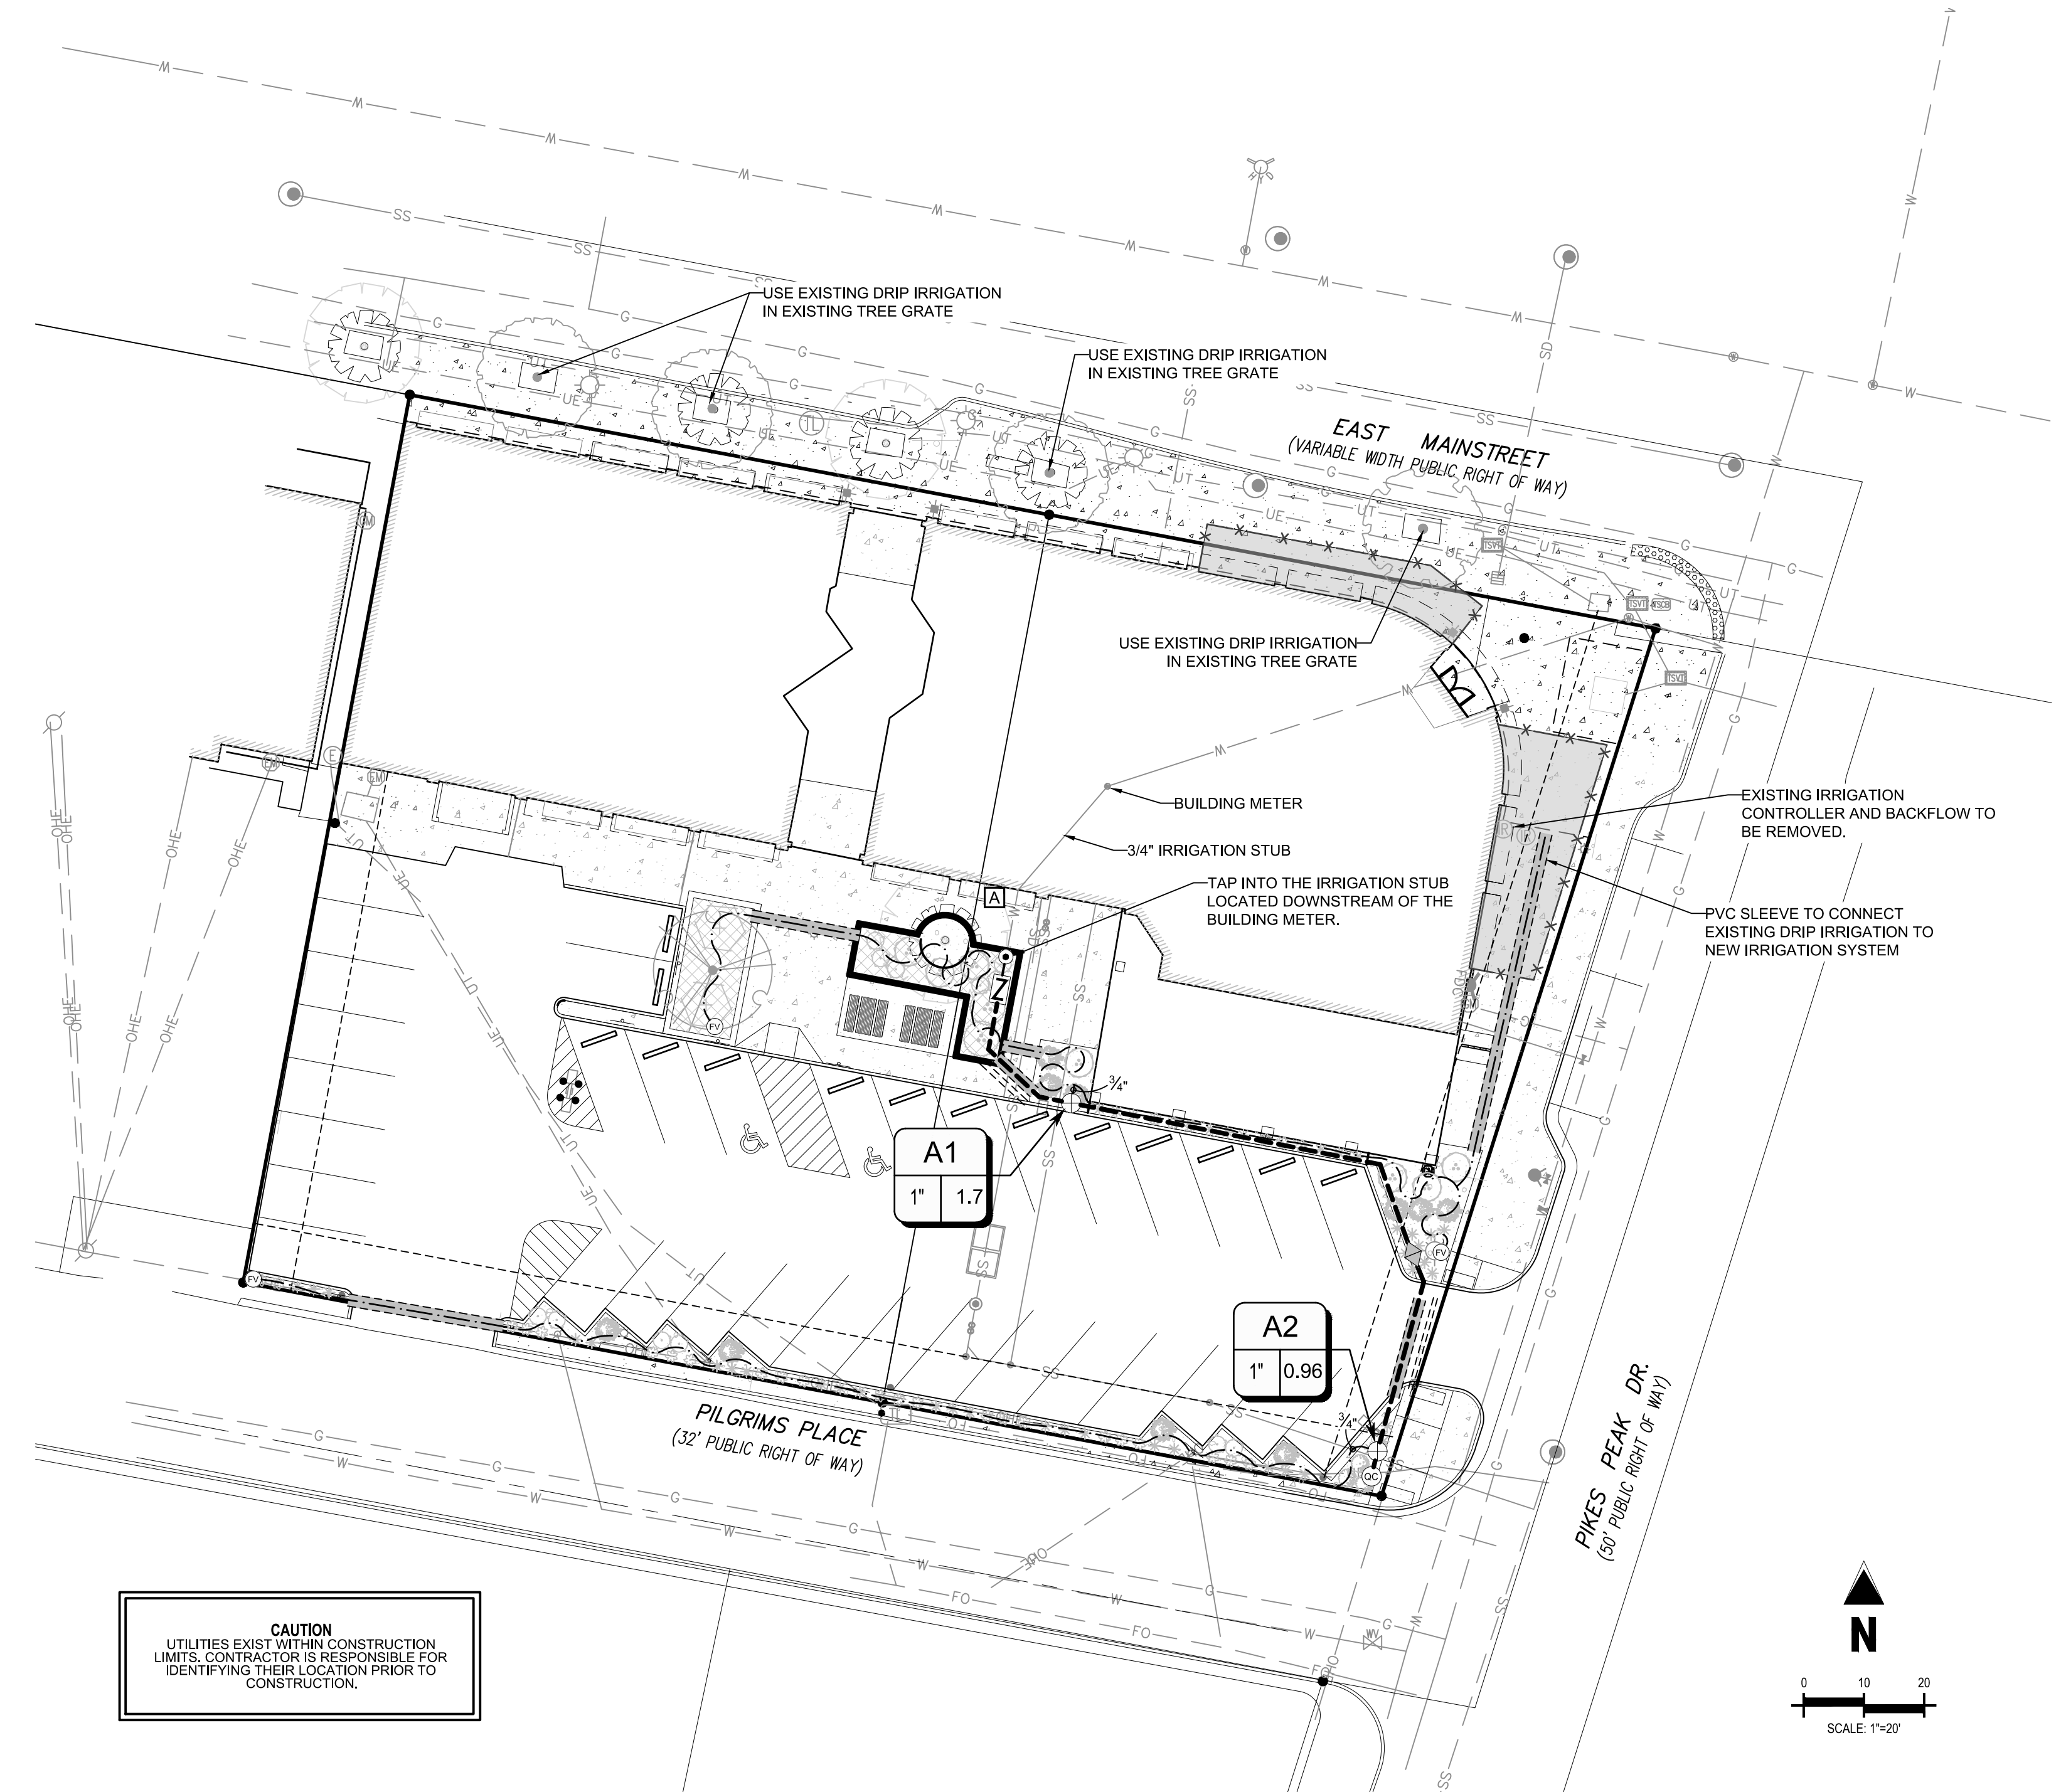 USE EXISTING DRIP IRRIGATION
IN EXISTING TREE GRATE
USE EXISTING DRIP IRRIGATION
IN EXISTING TREE GRATE
EAST MAINSTREET
(VARIABLE WIDTH PUBLIC RIGHT OF WAY)
USE EXISTING DRIP IRRIGATION
IN EXISTING TREE GRATE
BUILDING METER
3/4" IRRIGATION STUB
TAP INTO THE IRRIGATION STUB
LOCATED DOWNSTREAM OF THE
BUILDING METER.
EXISTING IRRIGATION
CONTROLLER AND BACKFLOW TO
BE REMOVED.
PVC SLEEVE TO CONNECT
EXISTING DRIP IRRIGATION TO
NEW IRRIGATION SYSTEM
A
Z
3/4"
A1
1" 1.7
A2
1" 0.96
3/4"
FV
FV
FV
QC
PILGRIMS PLACE
(32' PUBLIC RIGHT OF WAY)
PIKES PEAK DR.
(50' PUBLIC RIGHT OF WAY)
CAUTION
UTILITIES EXIST WITHIN CONSTRUCTION
LIMITS. CONTRACTOR IS RESPONSIBLE FOR
IDENTIFYING THEIR LOCATION PRIOR TO
CONSTRUCTION.
N
0 10 20
SCALE: 1"=20'